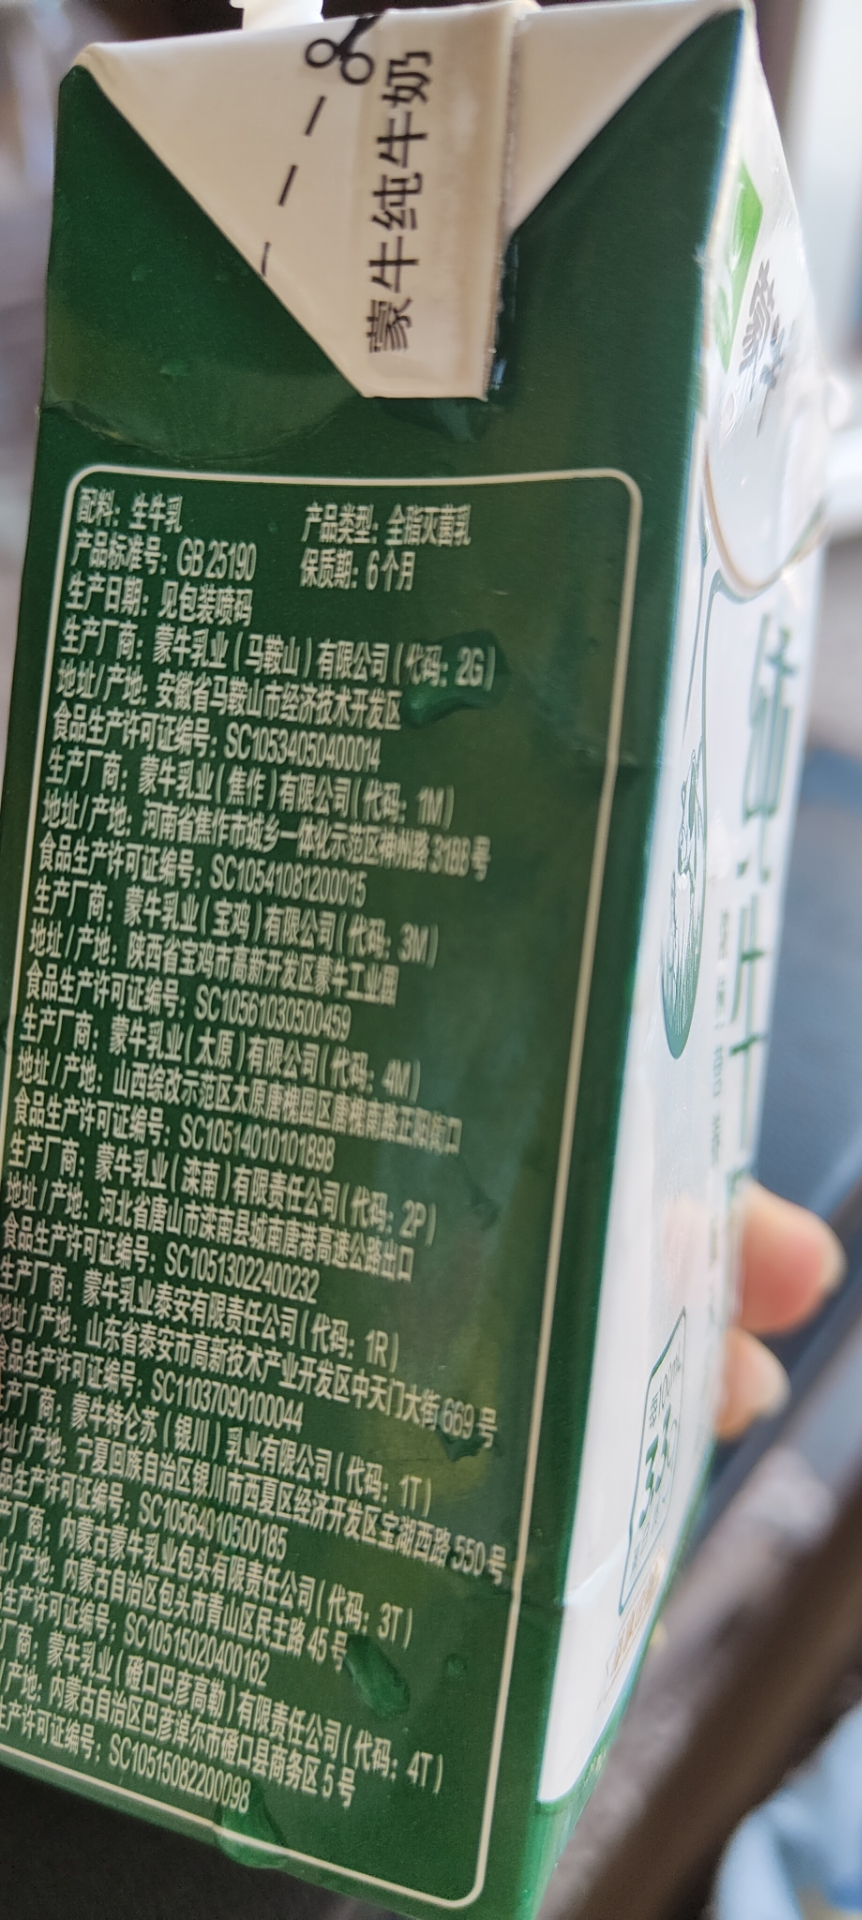 蒙牛纯牛奶
配料：生牛乳 产品类型：全脂灭菌乳
产品标准号：GB 25190 保质期：6个月
生产日期：见包装喷码
生产厂商：蒙牛乳业（马鞍山）有限公司（代码：2G）
地址/产地：安徽省马鞍山市经济技术开发区
食品生产许可证编号：SC10534050400014
生产厂商：蒙牛乳业（焦作）有限公司（代码：1M）
地址/产地：河南省焦作市城乡一体化示范区神州路3188号
食品生产许可证编号：SC10541081200015
生产厂商：蒙牛乳业（宝鸡）有限公司（代码：3M）
地址/产地：陕西省宝鸡市高新开发区蒙牛工业园
食品生产许可证编号：SC10561030500459
生产厂商：蒙牛乳业（太原）有限公司（代码：4M）
地址/产地：山西综改示范区太原唐槐园区唐槐南路正阳街口
食品生产许可证编号：SC10514010101898
生产厂商：蒙牛乳业（滦南）有限责任公司（代码：2P）
地址/产地：河北省唐山市滦南县城南唐港高速公路出口
食品生产许可证编号：SC10513022400232
生产厂商：蒙牛乳业泰安有限责任公司（代码：1R）
地址/产地：山东省泰安市高新技术产业开发区中天门大街669号
食品生产许可证编号：SC11037090100044
产厂商：蒙牛特仑苏（银川）乳业有限公司（代码：1T）
址/产地：宁夏回族自治区银川市西夏区经济开发区宝湖西路550号
品生产许可证编号：SC10564010500185
产厂商：内蒙古蒙牛乳业包头有限责任公司（代码：3T）
/产地：内蒙古自治区包头市青山区民主路45号
生产许可证编号：SC10515020400162
厂商：蒙牛乳业（磴口巴彦高勒）有限责任公司（代码：4T）
/产地：内蒙古自治区巴彦淖尔市磴口县商务区5号
生产许可证编号：SC10515082200098